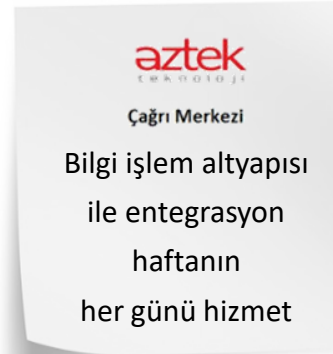 aztek
teknoloji
Çağrı Merkezi
Bilgi işlem altyapısı
ile entegrasyon
haftanın
her günü hizmet